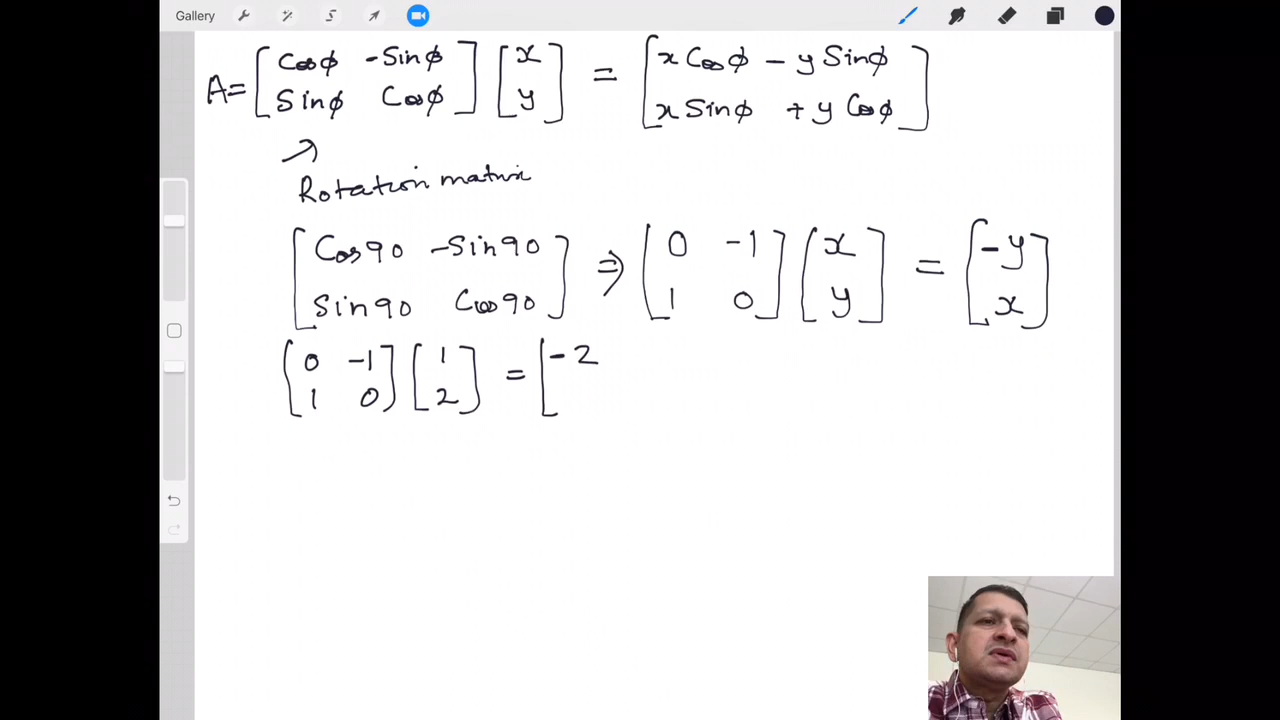 Gallery
A= [Cosϕ -Sinϕ] [x] = [x Cosϕ - y Sinϕ]
[Sinϕ Cosϕ] [y] [x Sinϕ + y Cosϕ]
Rotation matrix
[Cos90 -Sin90] ⇒ [0 -1] [x] = [-y]
[Sin90 Cos90] [1 0] [y] [x]
[0 -1] [1] = [-2
[1 0] [2] [